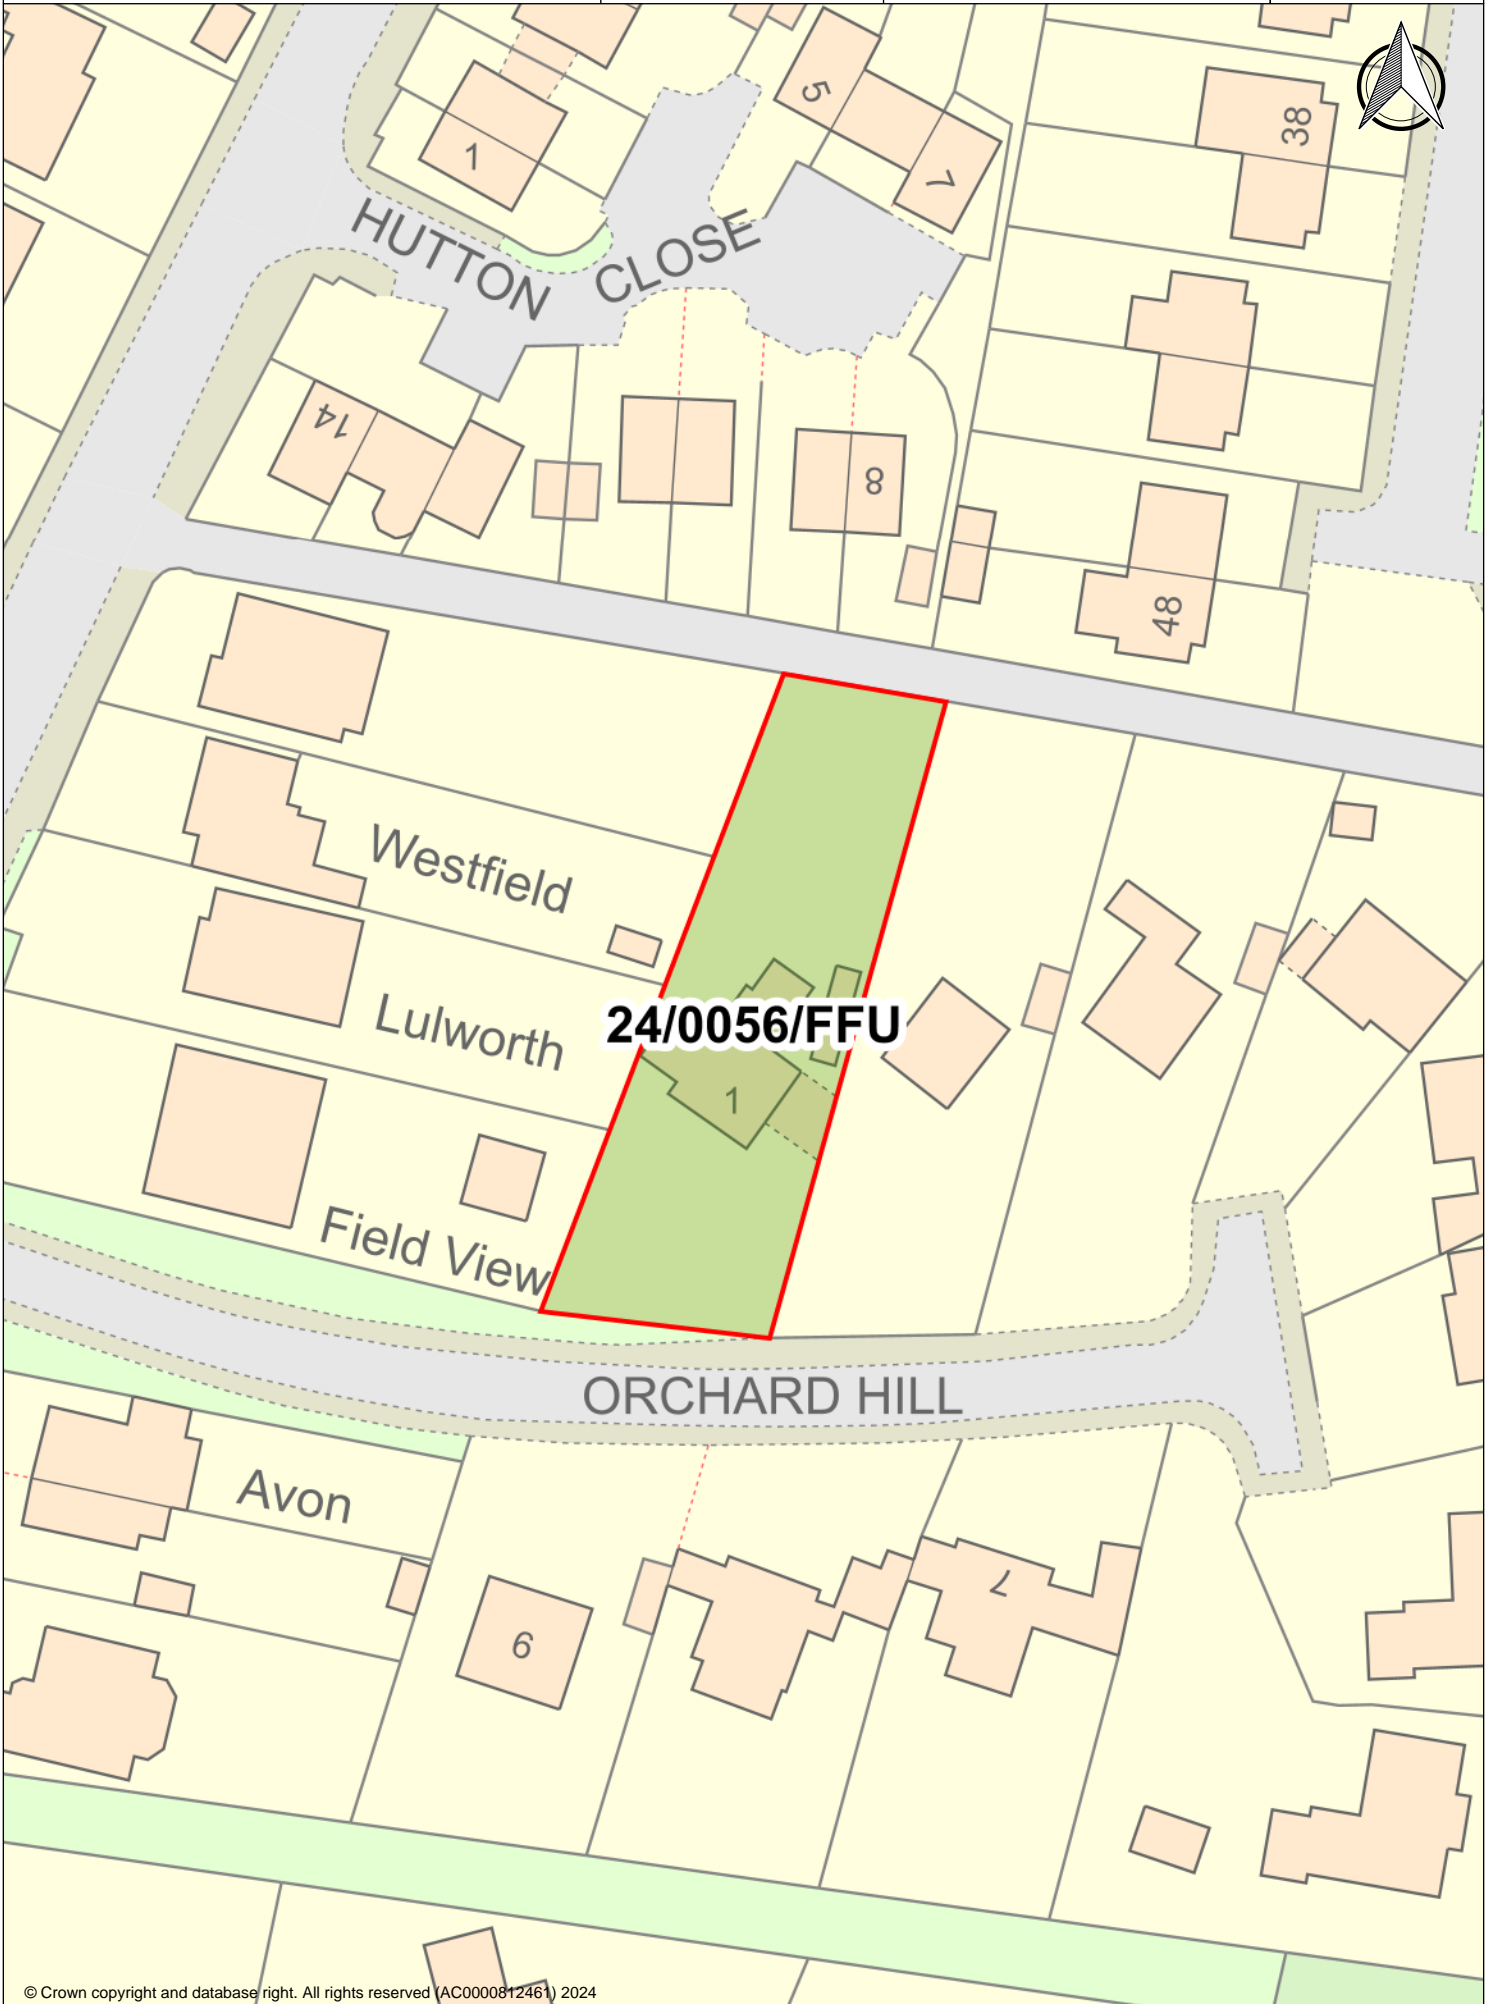 5
38
1
7
HUTTON CLOSE
14
8
48
Westfield
24/0056/FFU
Lulworth
1
Field View
ORCHARD HILL
Avon
7
6
© Crown copyright and database right. All rights reserved (AC0000812461) 2024